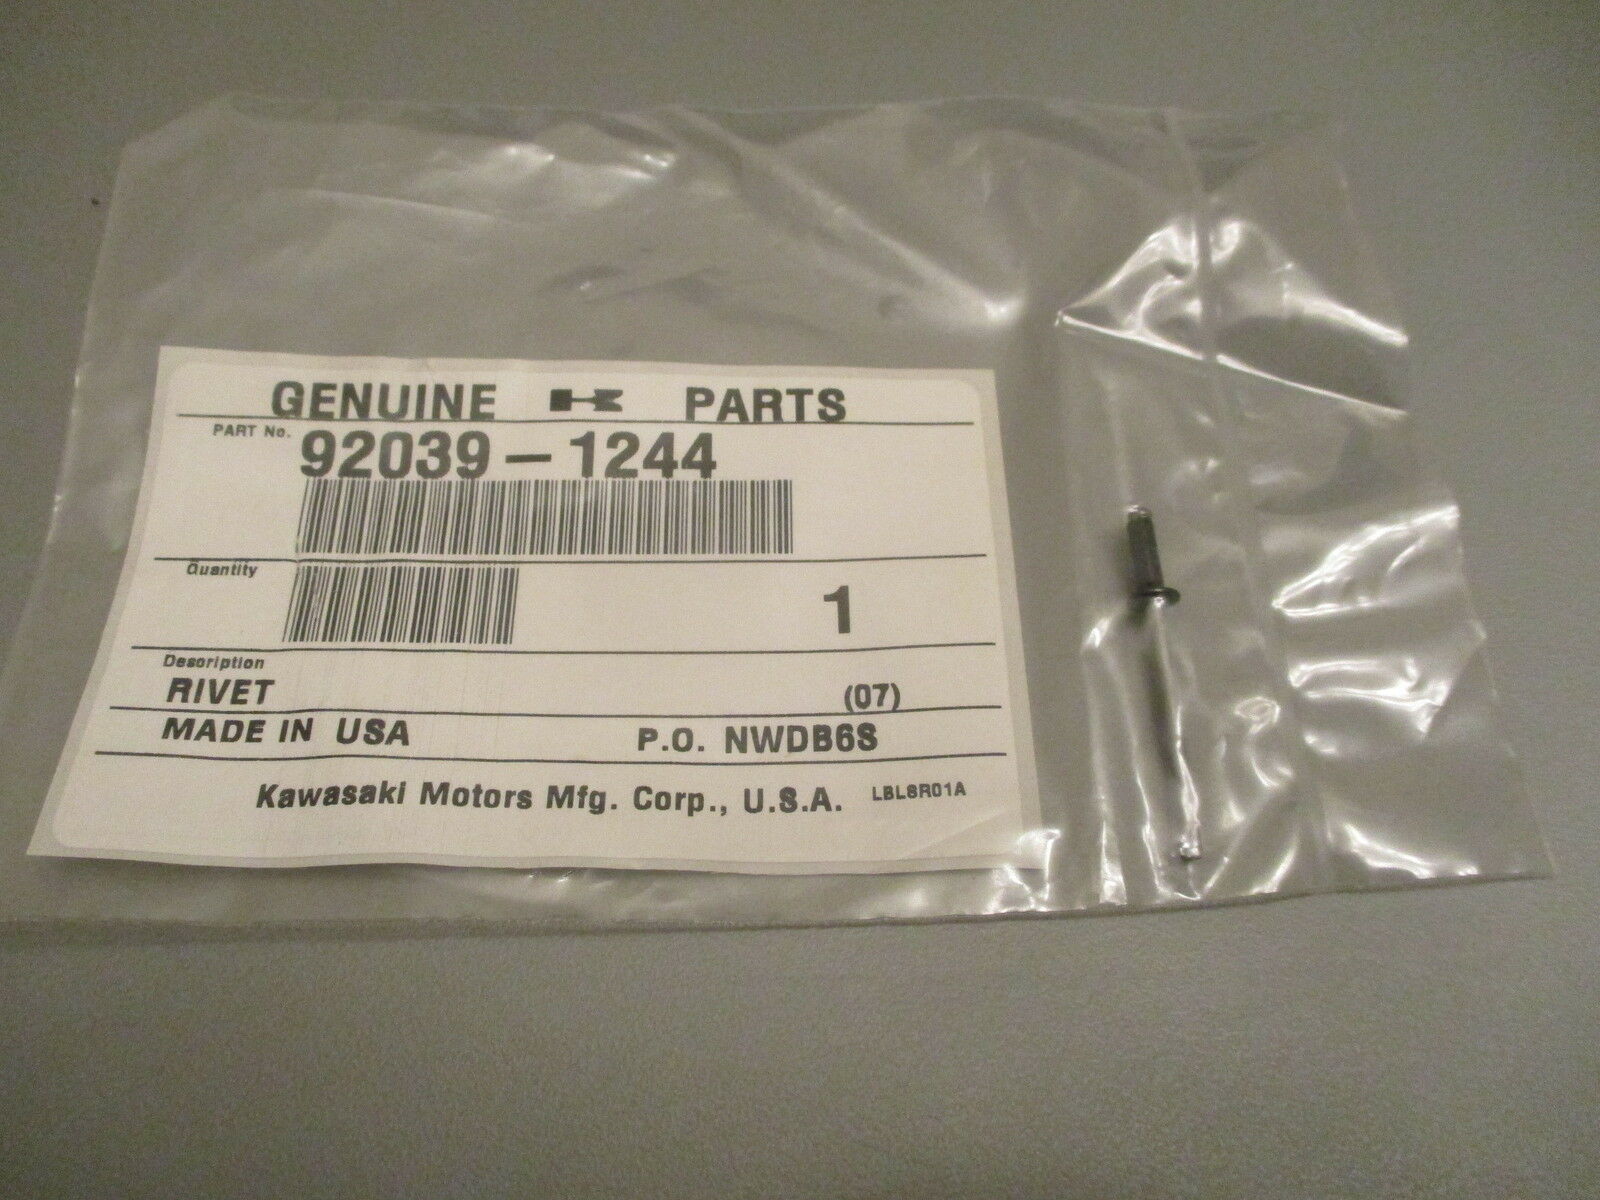 GENUINE K PARTS
PART No. 92039-1244
Quantity 1
Description
RIVET (07)
MADE IN USA P.O. NWDB6S
Kawasaki Motors Mfg. Corp., U.S.A. LBLSR01A